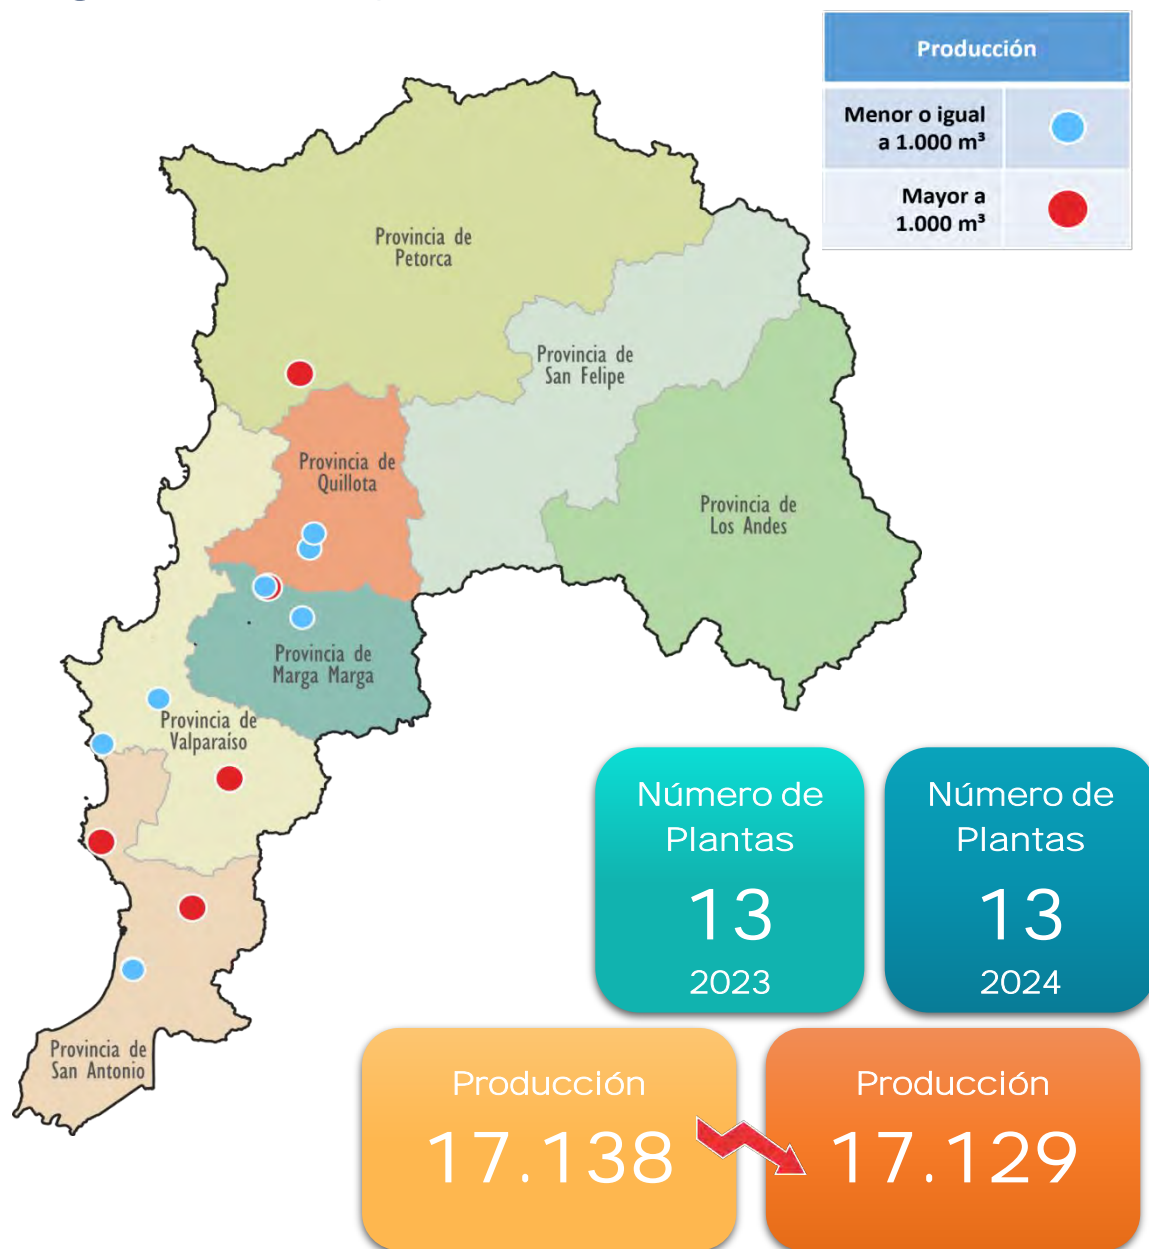 Producción
Menor o igual
a 1.000 m³
Mayor a
1.000 m³
Provincia de
Petorca
Provincia de
San Felipe
Provincia de
Quillota
Provincia de
Los Andes
Provincia de
Marga Marga
Provincia de
Valparaíso
Provincia de
San Antonio
Número de
Plantas
13
2023
Número de
Plantas
13
2024
Producción
17.138
Producción
17.129